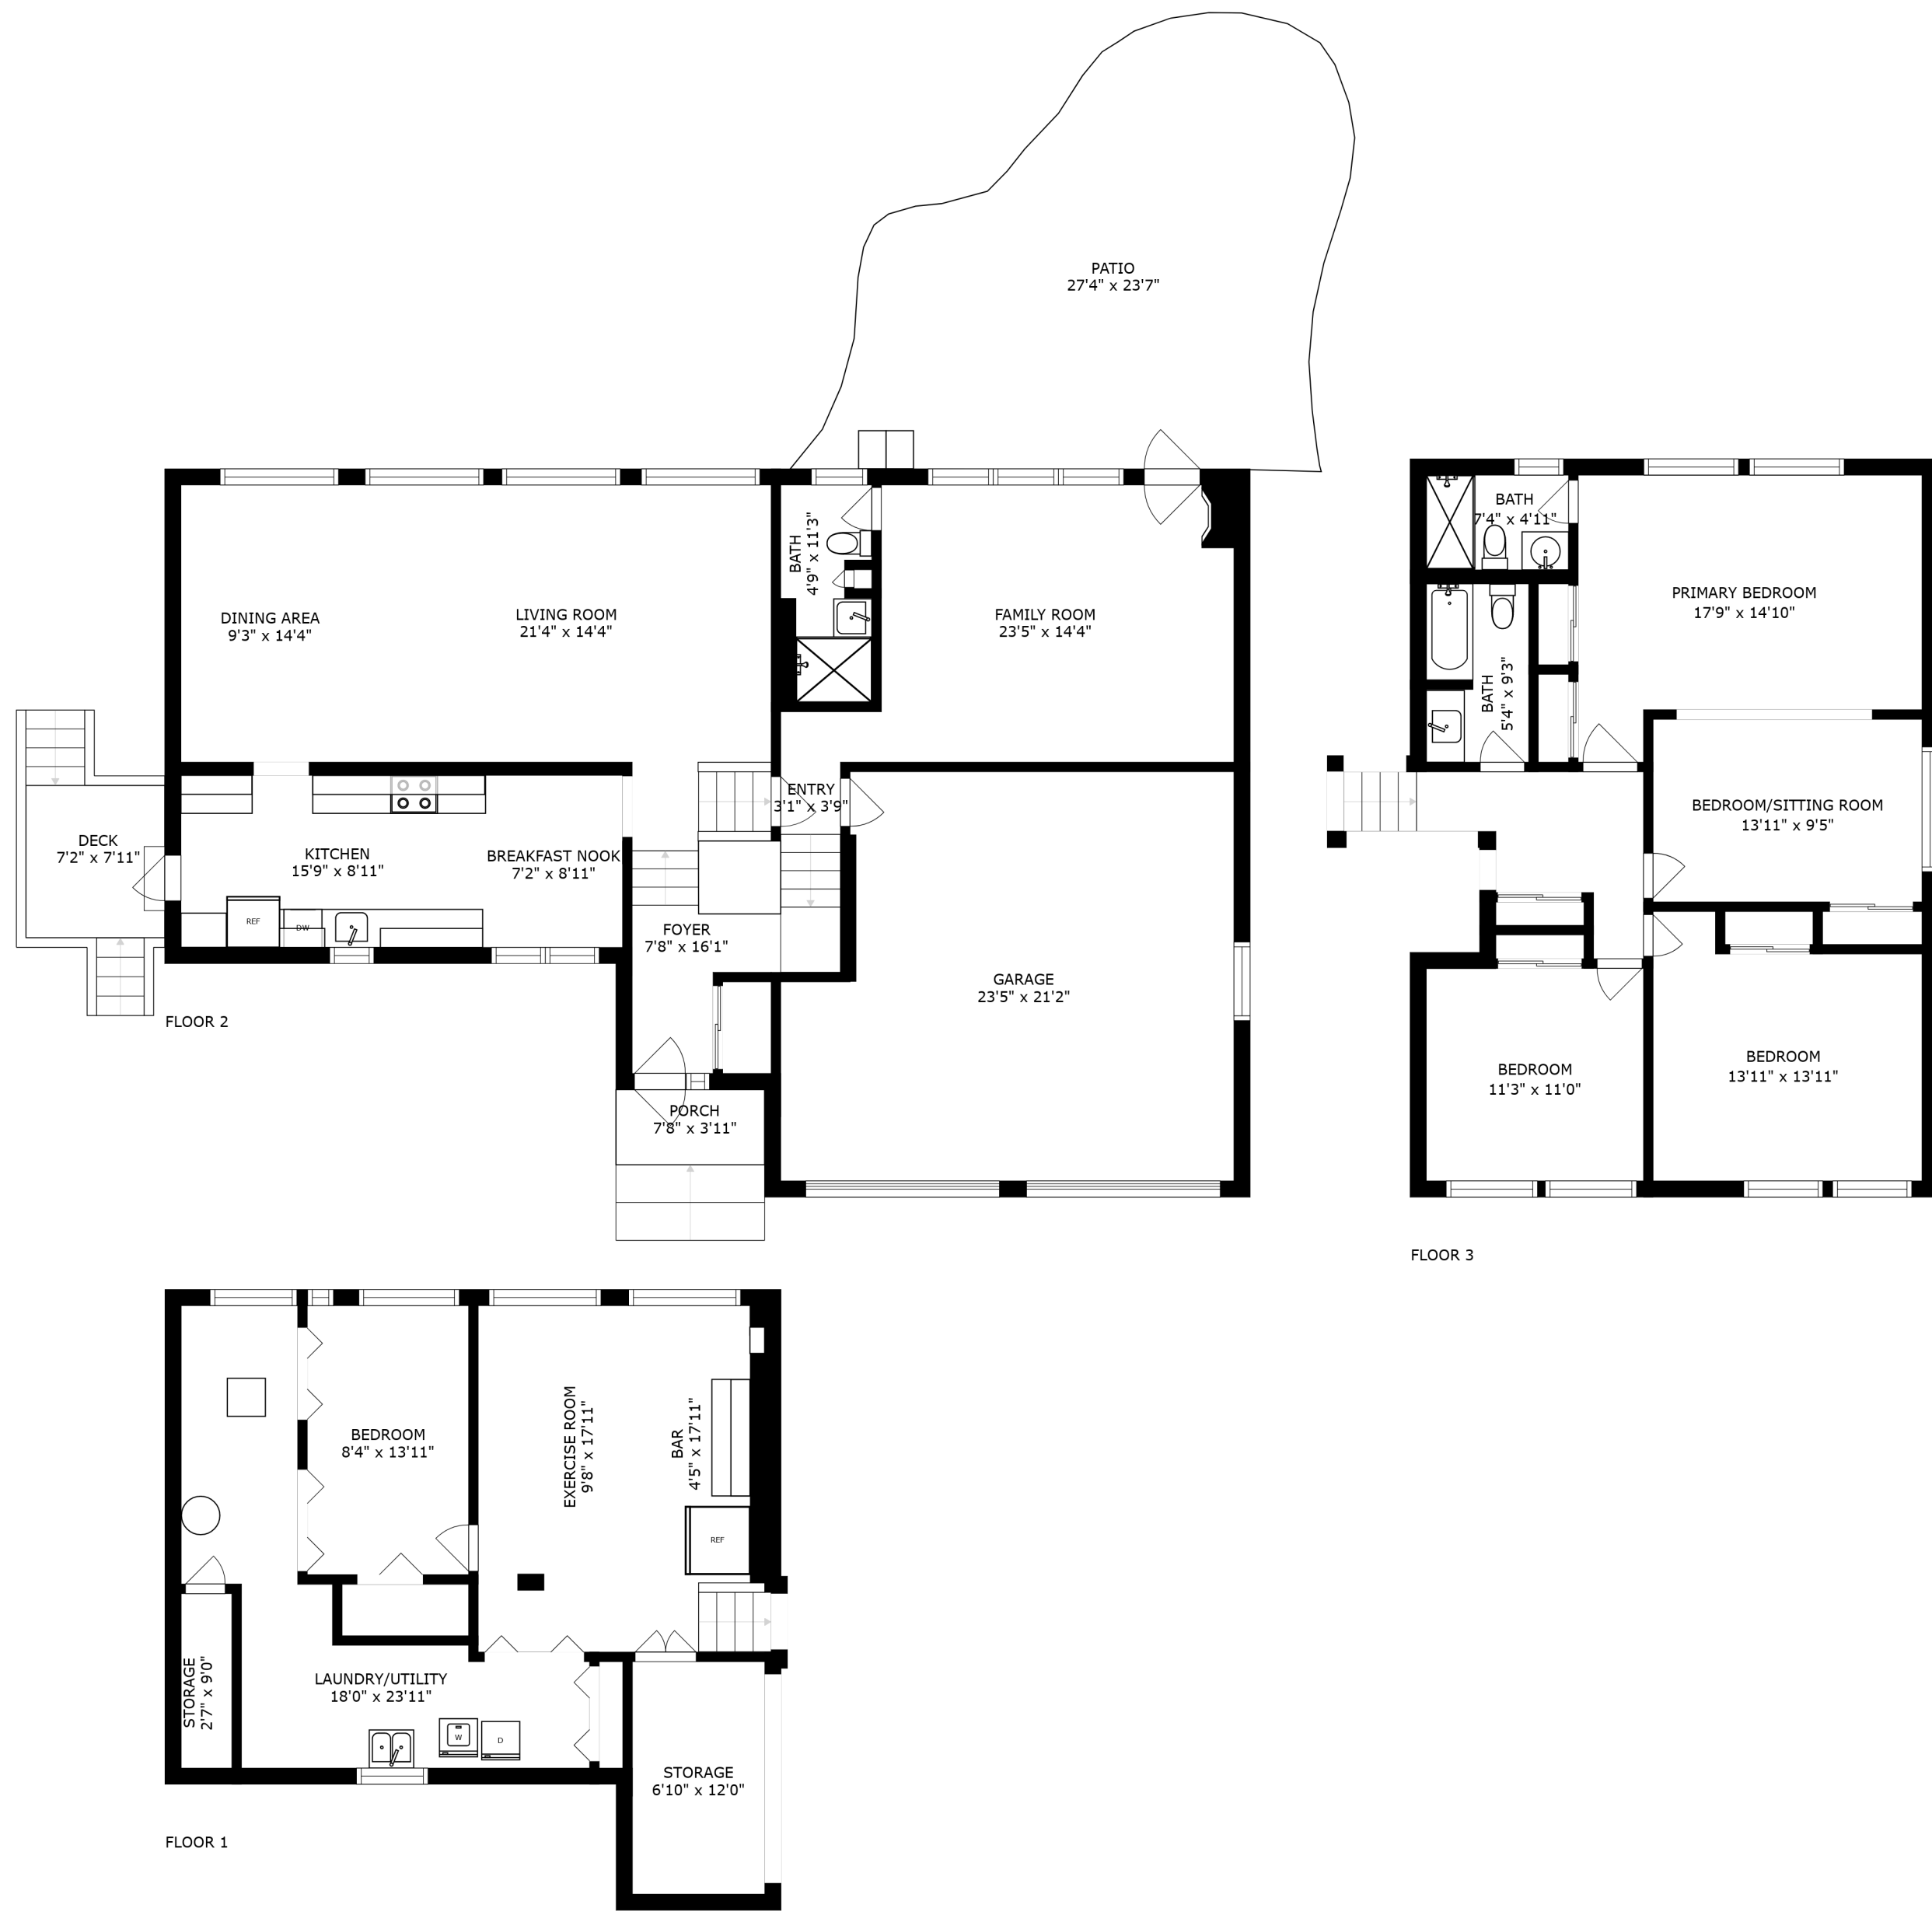 PATIO
27'4" x 23'7"
DINING AREA
9'3" x 14'4"
LIVING ROOM
21'4" x 14'4"
BATH
4'9" x 11'3"
FAMILY ROOM
23'5" x 14'4"
ENTRY
3'1" x 3'9"
DECK
7'2" x 7'11"
KITCHEN
15'9" x 8'11"
BREAKFAST NOOK
7'2" x 8'11"
REF
DW
FOYER
7'8" x 16'1"
GARAGE
23'5" x 21'2"
PORCH
7'8" x 3'11"
FLOOR 2
BATH
7'4" x 4'11"
PRIMARY BEDROOM
17'9" x 14'10"
BATH
5'4" x 9'3"
BEDROOM/SITTING ROOM
13'11" x 9'5"
BEDROOM
11'3" x 11'0"
BEDROOM
13'11" x 13'11"
FLOOR 3
BEDROOM
8'4" x 13'11"
EXERCISE ROOM
9'8" x 17'11"
BAR
4'5" x 17'11"
REF
STORAGE
2'7" x 9'0"
LAUNDRY/UTILITY
18'0" x 23'11"
W
D
STORAGE
6'10" x 12'0"
FLOOR 1